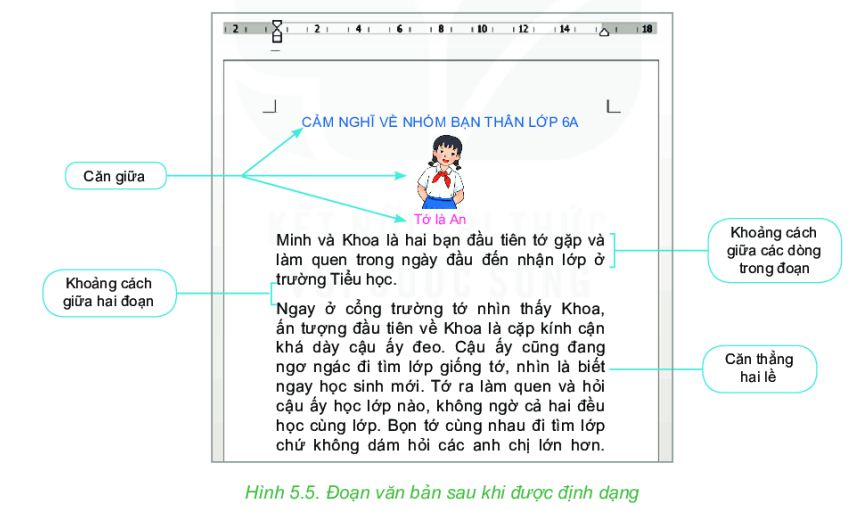 2 2 4 6 8 10 12 14 18
CẢM NGHĨ VỀ NHÓM BẠN THÂN LỚP 6A
Căn giữa
Tớ là An
Minh và Khoa là hai bạn đầu tiên tớ gặp và
làm quen trong ngày đầu đến nhận lớp ở
trường Tiểu học.
Khoảng cách
giữa các dòng
trong đoạn
Khoảng cách
giữa hai đoạn
Ngay ở cổng trường tớ nhìn thấy Khoa,
ấn tượng đầu tiên về Khoa là cặp kính cận
khá dày cậu ấy đeo. Cậu ấy cũng đang
ngơ ngác đi tìm lớp giống tớ, nhìn là biết
ngay học sinh mới. Tớ ra làm quen và hỏi
cậu ấy học lớp nào, không ngờ cả hai đều
học cùng lớp. Bọn tớ cùng nhau đi tìm lớp
chứ không dám hỏi các anh chị lớn hơn.
Căn thẳng
hai lề
Hình 5.5. Đoạn văn bản sau khi được định dạng